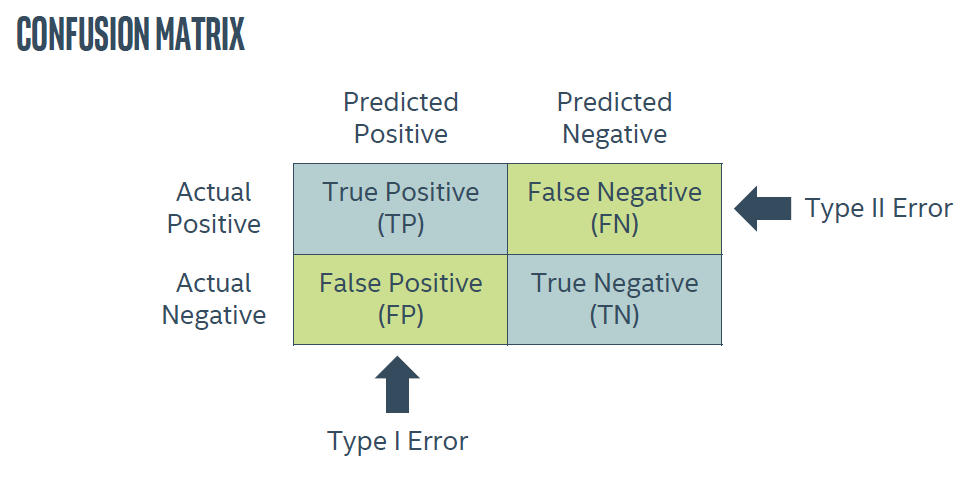 CONFUSION MATRIX
Predicted
Positive
Predicted
Negative
Actual
Positive
True Positive
(TP)
False Negative
(FN)
Type II Error
Actual
Negative
False Positive
(FP)
True Negative
(TN)
Type I Error